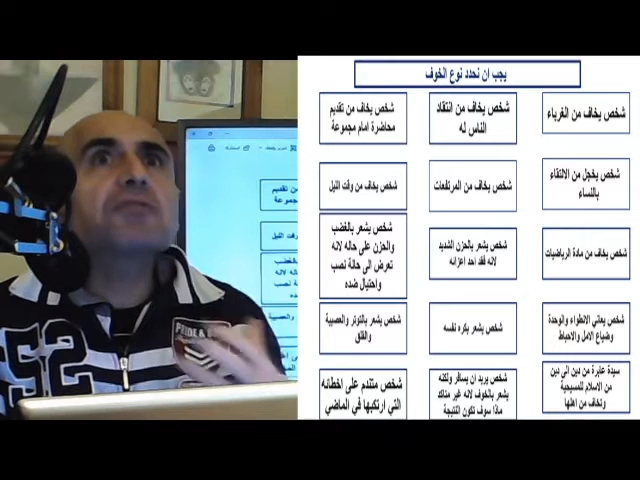 يجب ان نحدد نوع الخوف
شخص يخاف من الغرباء
شخص يخاف من انتقاد
الناس له
شخص يخاف من تقديم
محاضرة امام مجموعة
شخص يخجل من الالتقاء
بالنساء
شخص يخاف من المرتفعات
شخص يخاف من وقت الليل
شخص يخاف من مادة الرياضيات
شخص يشعر بالحزن الشديد
لانه فقد احد اعزائه
شخص يشعر بالغضب
والحزن على حاله لانه
تعرض الى حالة نصب
واحتيال ضده
شخص يعاني الانطواء والوحدة
وضياع الامل والاحباط
شخص يشعر بكره نفسه
شخص يشعر بالتوتر والعصبية
والقلق
سيدة عابرة من دين الى دين
من الاسلام للمسيحية
وتخاف من اهلها
شخص يريد ان يسافر ولكنه
يشعر بالخوف لانه غير متاكد
ماذا سوف تكون النتيجة
شخص متندم على اخطائه
التي ارتكبها في الماضي
52